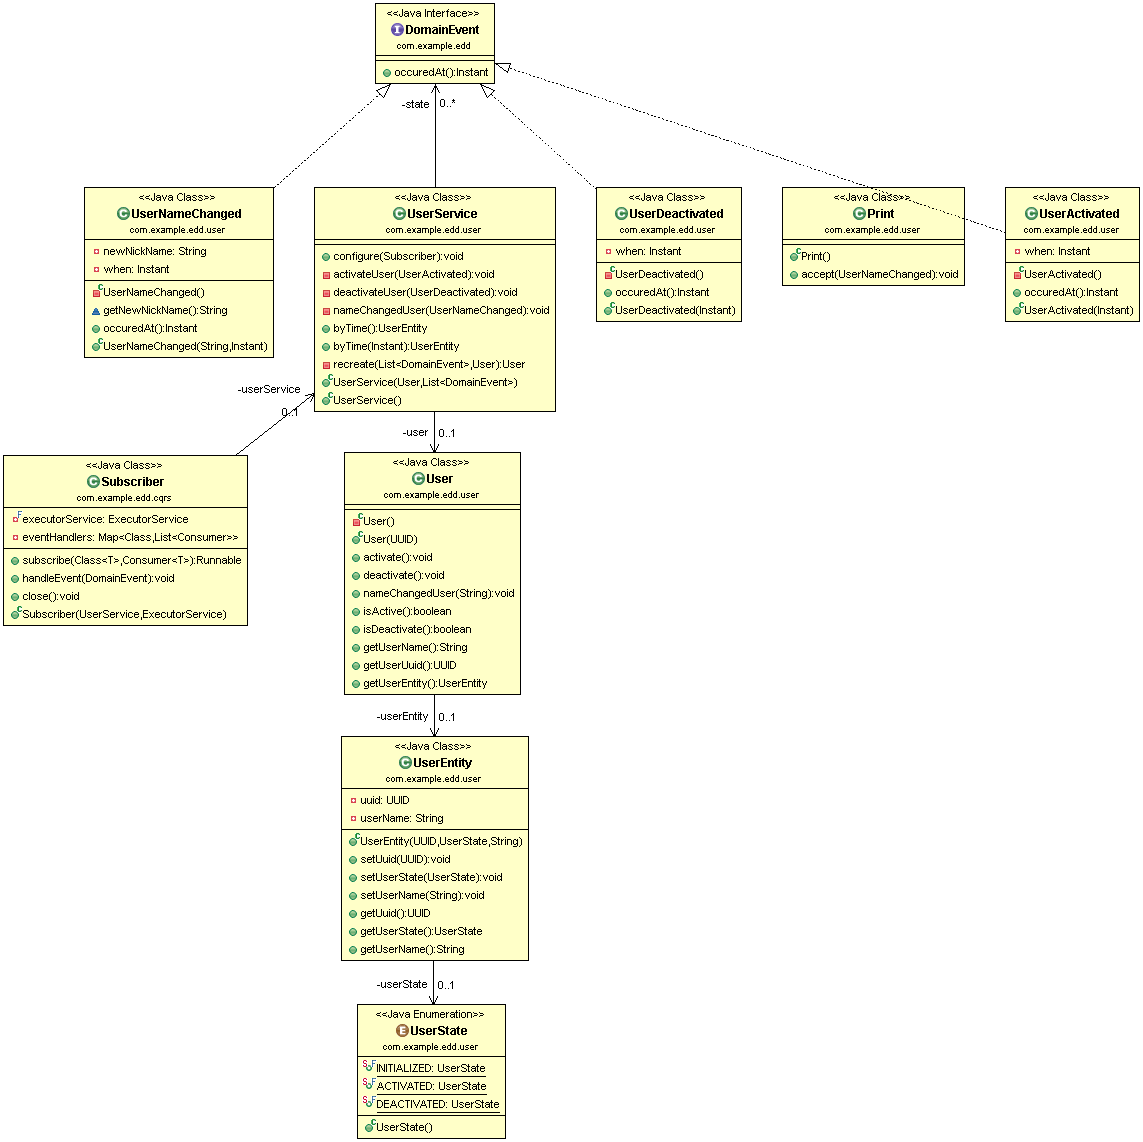 <<Java Interface>>
DomainEvent
com.example.edd
occuredAt():Instant
-state
0..*
<<Java Class>>
UserNameChanged
com.example.edd.user
newNickName: String
when: Instant
UserNameChanged()
getNewNickName():String
occuredAt():Instant
UserNameChanged(String,Instant)
<<Java Class>>
UserService
com.example.edd.user
configure(Subscriber):void
activateUser(UserActivated):void
deactivateUser(UserDeactivated):void
nameChangedUser(UserNameChanged):void
byTime():UserEntity
byTime(Instant):UserEntity
recreate(List<DomainEvent>,User):User
UserService(User,List<DomainEvent>)
UserService()
<<Java Class>>
UserDeactivated
com.example.edd.user
when: Instant
UserDeactivated()
occuredAt():Instant
UserDeactivated(Instant)
<<Java Class>>
Print
com.example.edd.user
Print()
accept(UserNameChanged):void
<<Java Class>>
UserActivated
com.example.edd.user
when: Instant
UserActivated()
occuredAt():Instant
UserActivated(Instant)
-userService
0..1
-user
0..1
<<Java Class>>
Subscriber
com.example.edd.cqrs
executorService: ExecutorService
eventHandlers: Map<Class,List<Consumer>>
subscribe(Class<T>,Consumer<T>):Runnable
handleEvent(DomainEvent):void
close():void
Subscriber(UserService,ExecutorService)
<<Java Class>>
User
com.example.edd.user
User()
User(UUID)
activate():void
deactivate():void
nameChangedUser(String):void
isActive():boolean
isDeactivate():boolean
getUserName():String
getUserUuid():UUID
getUserEntity():UserEntity
-userEntity
0..1
<<Java Class>>
UserEntity
com.example.edd.user
uuid: UUID
userName: String
UserEntity(UUID,UserState,String)
setUuid(UUID):void
setUserState(UserState):void
setUserName(String):void
getUuid():UUID
getUserState():UserState
getUserName():String
-userState
0..1
<<Java Enumeration>>
UserState
com.example.edd.user
INITIALIZED: UserState
ACTIVATED: UserState
DEACTIVATED: UserState
UserState()